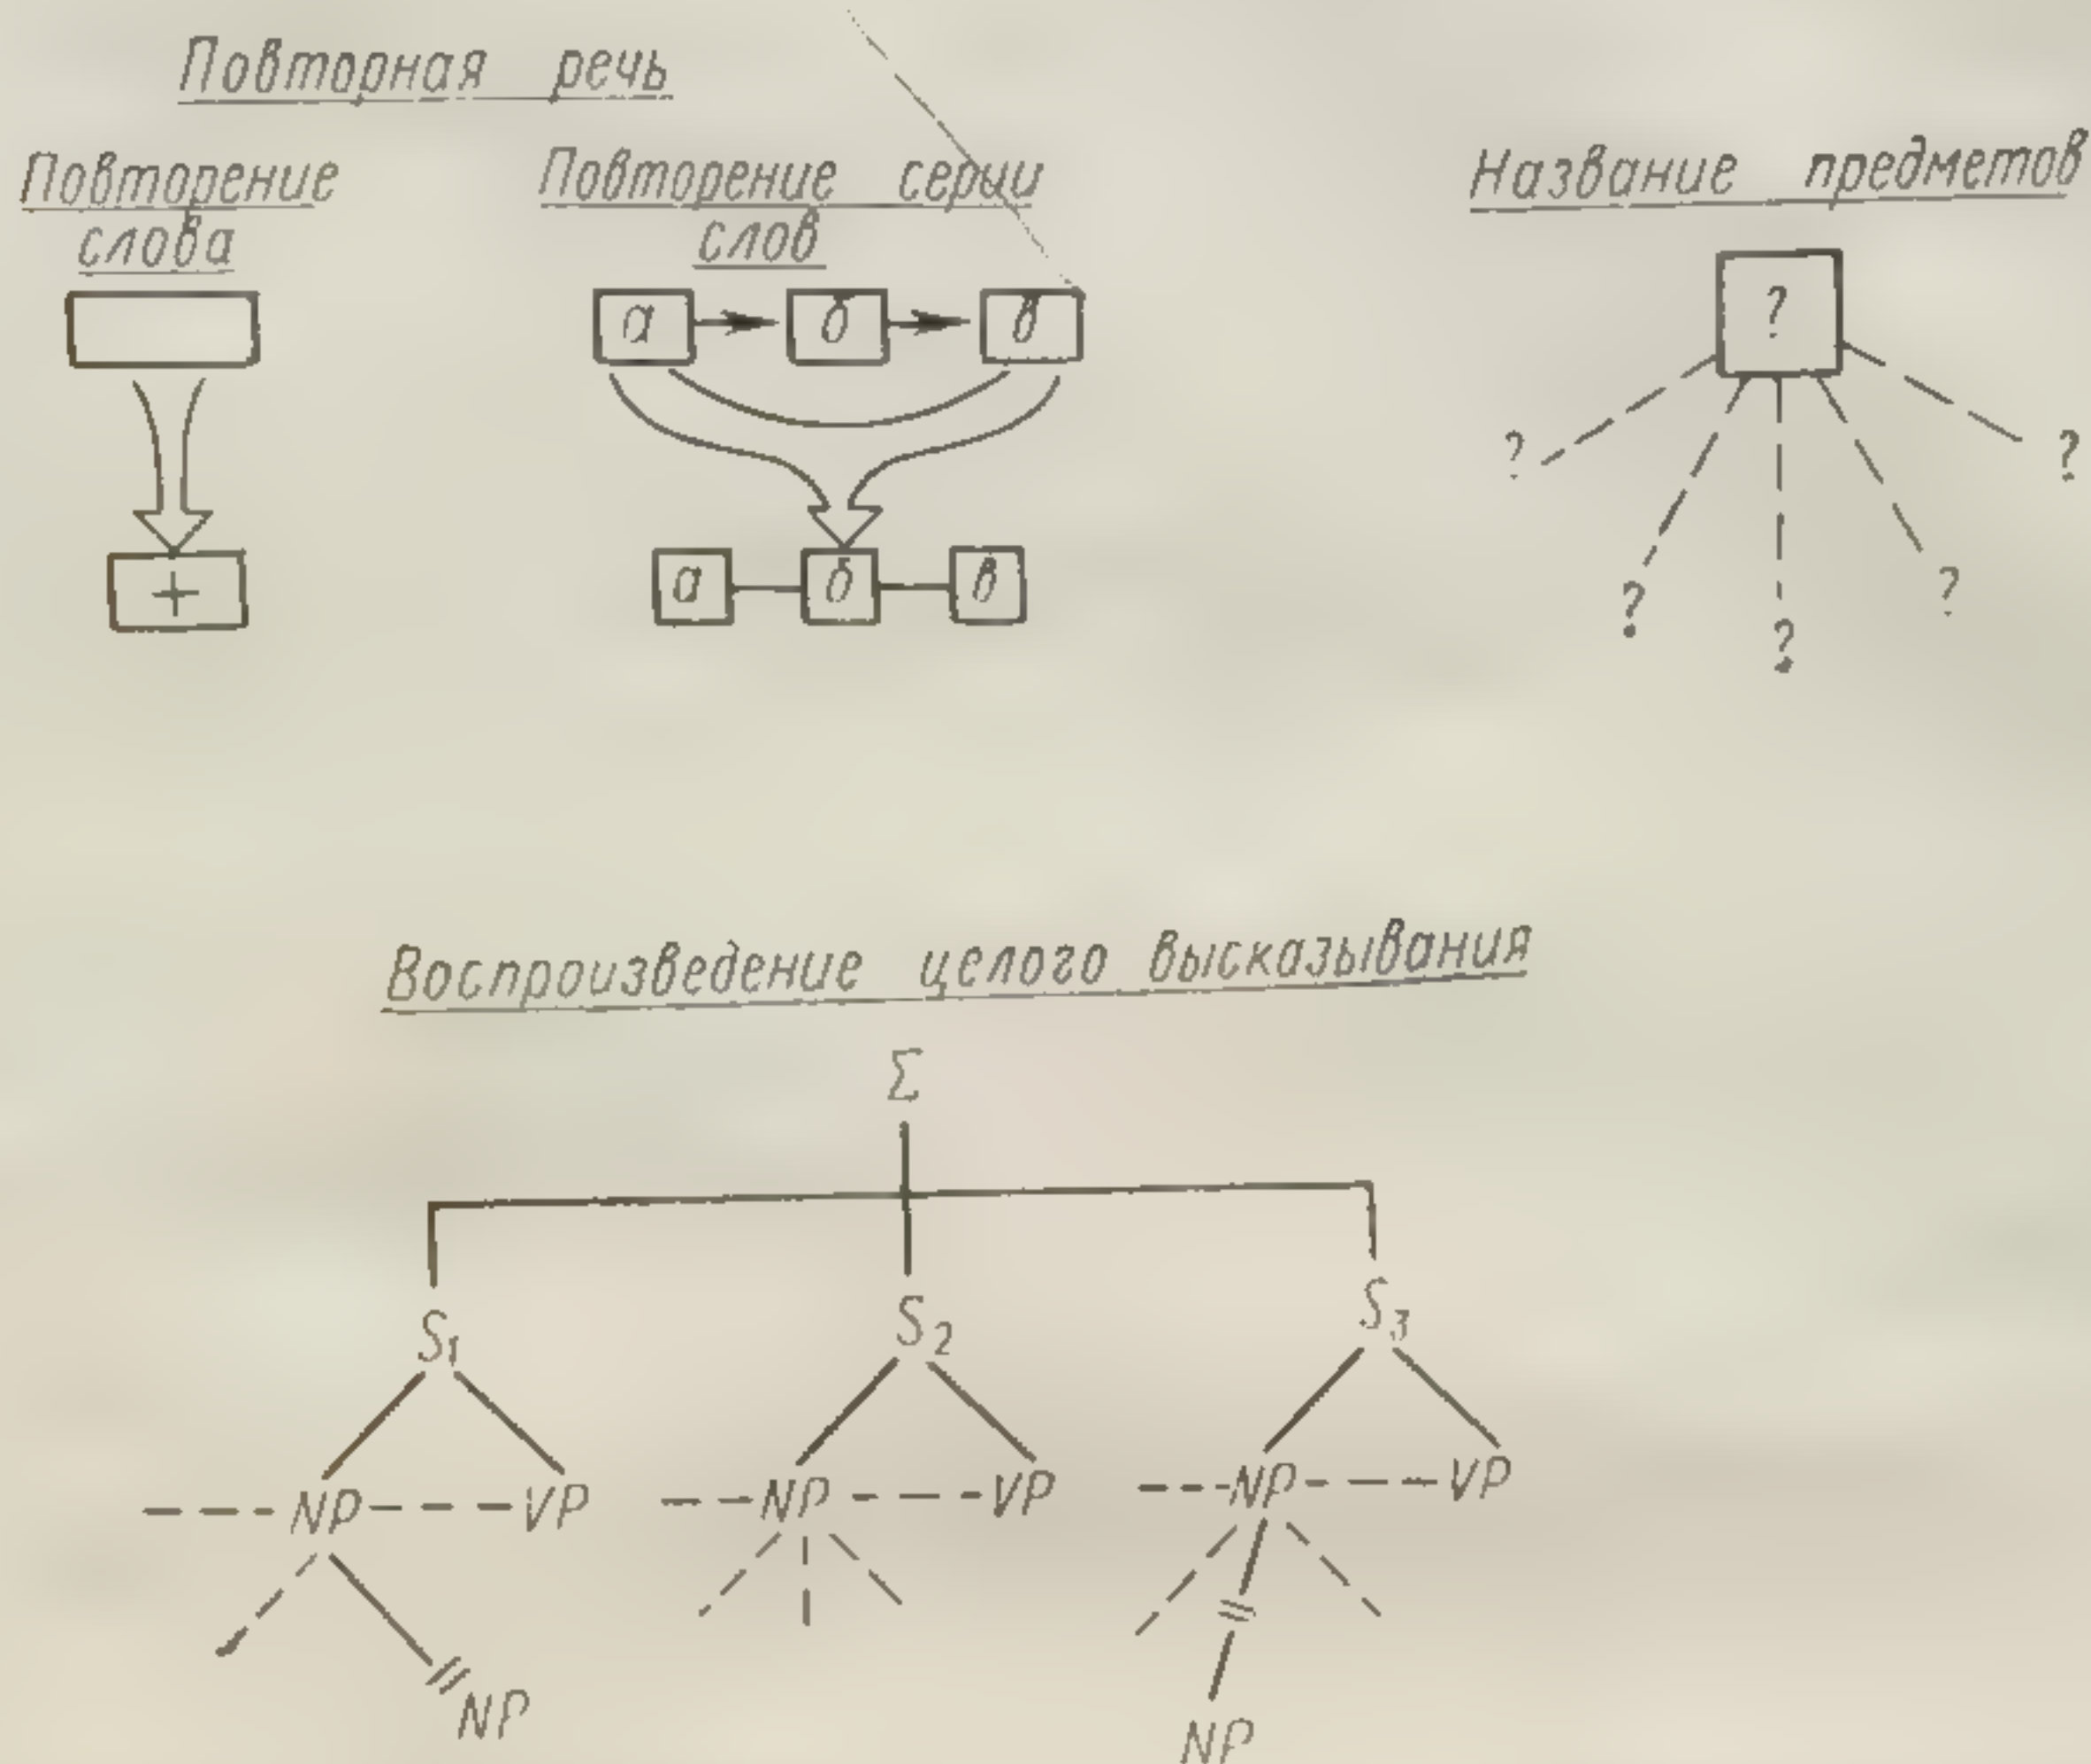 Повторная речь
Повторение
слова
Повторение серии
слов
Название предметов
а б в
?
+
а б в
? ?
? ? ?
Воспроизведение целого высказывания
Σ
S1 S2 S3
NP VP NP VP NP VP
NP NP